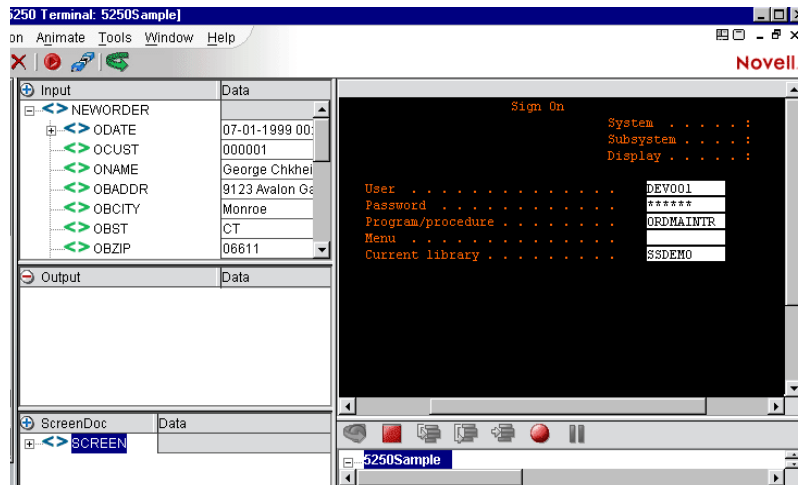 5250 Terminal: 5250Sample]
on Animate Tools Window Help
Novell
Input Data
NEWORDER
ODATE 07-01-1999 00:
OCUST 000001
ONAME George Chkhei
OBADDR 9123 Avalon Ga
OBCITY Monroe
OBST CT
OBZIP 06611
Output Data
ScreenDoc Data
SCREEN
Sign On
System . . . . . :
Subsystem . . . . :
Display . . . . . :
User . . . . . . . . . . . . . . DEV001
Password . . . . . . . . . . . . ******
Program/procedure . . . . . . . . ORDMAINTR
Menu . . . . . . . . . . . . . .
Current library . . . . . . . . . SSDEMO
5250Sample